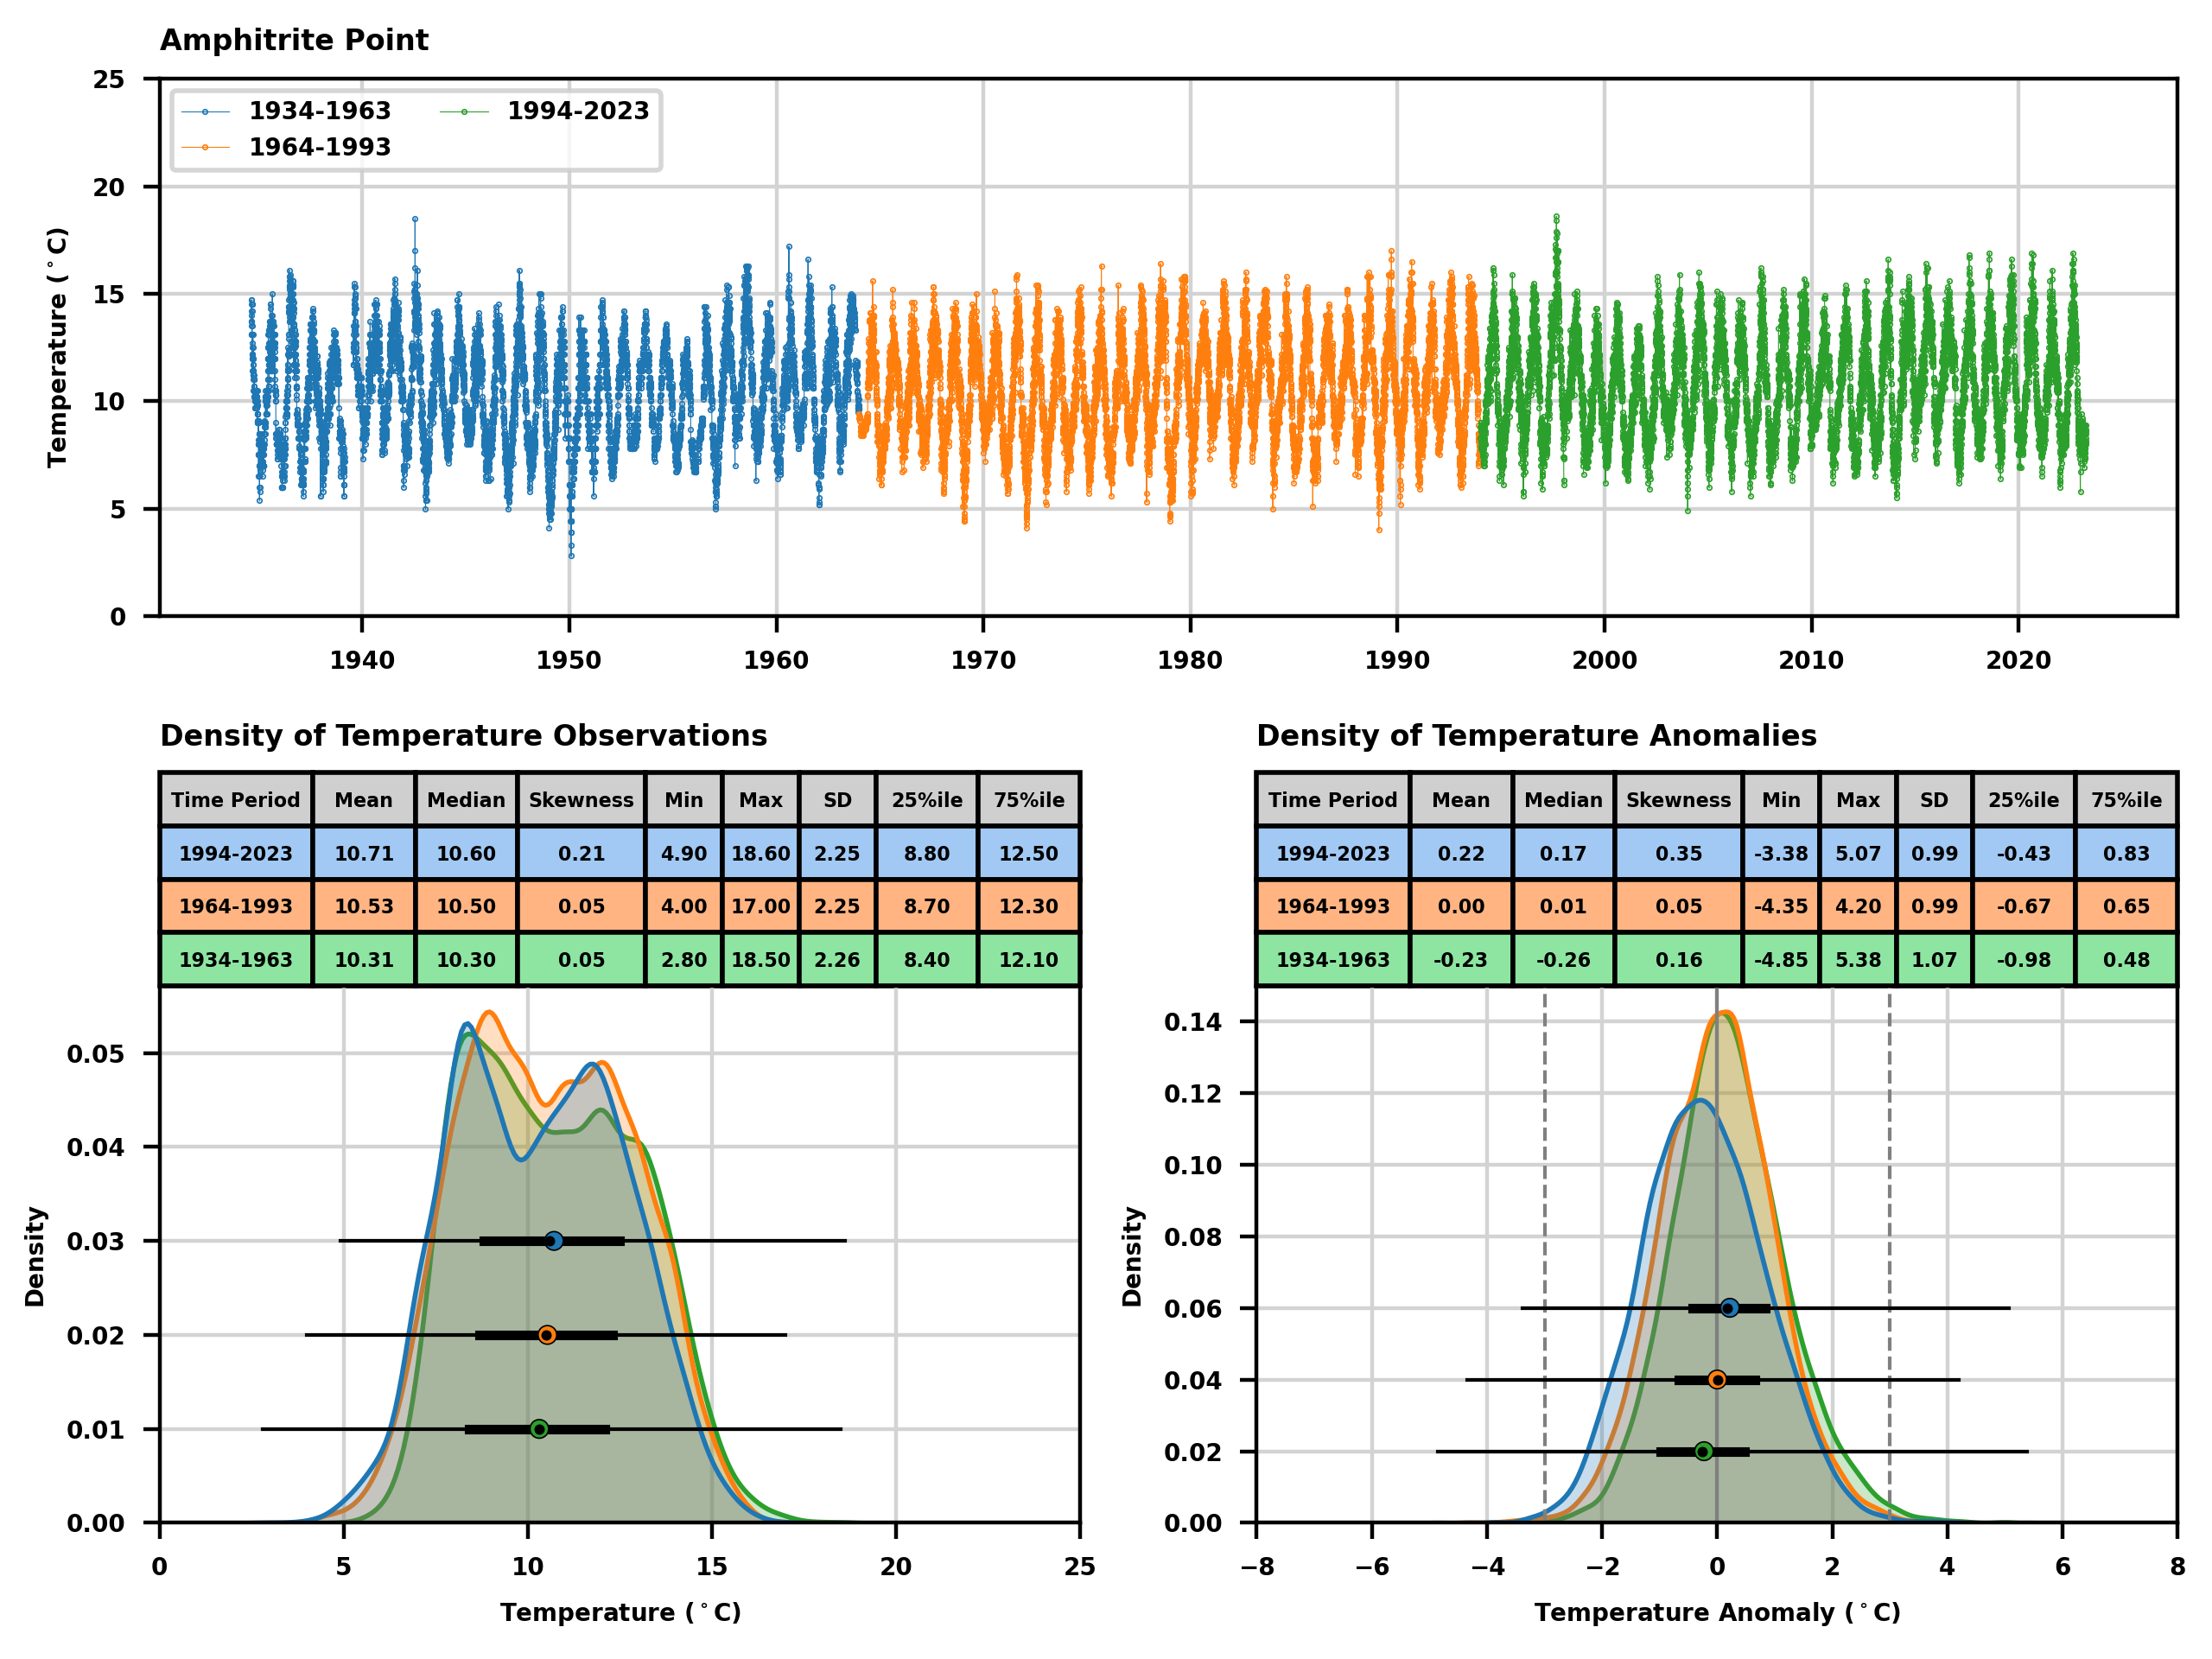 Amphitrite Point
25
20
15
10
5
0
Temperature (°C)
1934-1963
1964-1993
1994-2023
1940 1950 1960 1970 1980 1990 2000 2010 2020
Density of Temperature Observations
Time Period Mean Median Skewness Min Max SD 25%ile 75%ile
1994-2023 10.71 10.60 0.21 4.90 18.60 2.25 8.80 12.50
1964-1993 10.53 10.50 0.05 4.00 17.00 2.25 8.70 12.30
1934-1963 10.31 10.30 0.05 2.80 18.50 2.26 8.40 12.10
0.05
0.04
0.03
0.02
0.01
0.00
Density
0 5 10 15 20 25
Temperature (°C)
Density of Temperature Anomalies
Time Period Mean Median Skewness Min Max SD 25%ile 75%ile
1994-2023 0.22 0.17 0.35 -3.38 5.07 0.99 -0.43 0.83
1964-1993 0.00 0.01 0.05 -4.35 4.20 0.99 -0.67 0.65
1934-1963 -0.23 -0.26 0.16 -4.85 5.38 1.07 -0.98 0.48
0.14
0.12
0.10
0.08
0.06
0.04
0.02
0.00
Density
−8 −6 −4 −2 0 2 4 6 8
Temperature Anomaly (°C)